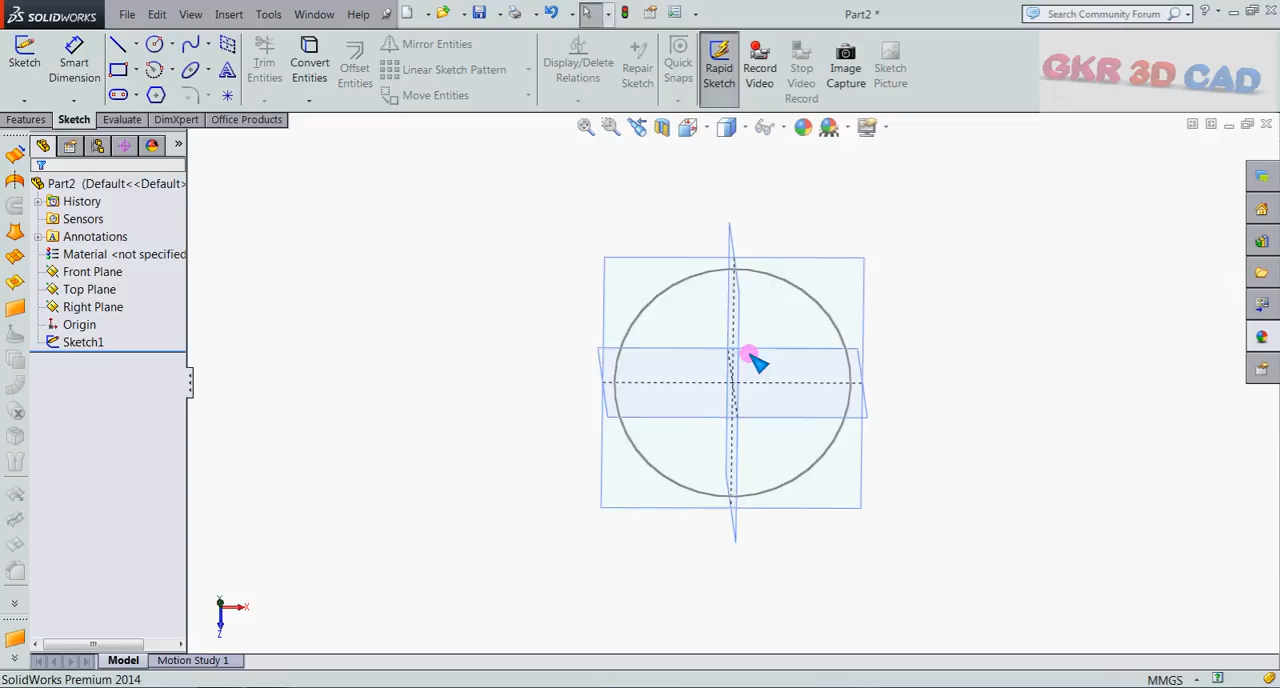 SOLIDWORKS File Edit View Insert Tools Window Help Part2 * Search Community Forum
Sketch Smart Dimension Trim Entities Convert Entities Offset Entities Mirror Entities Linear Sketch Pattern Move Entities Display/Delete Relations Repair Sketch Quick Snaps Rapid Sketch Record Video Stop Video Record Image Capture Sketch Picture GKR 3D CAD
Features Sketch Evaluate DimXpert Office Products
Part2 (Default<<Default>
History
Sensors
Annotations
Material <not specified
Front Plane
Top Plane
Right Plane
Origin
Sketch1
Y
X
Z
Model Motion Study 1
SolidWorks Premium 2014 MMGS